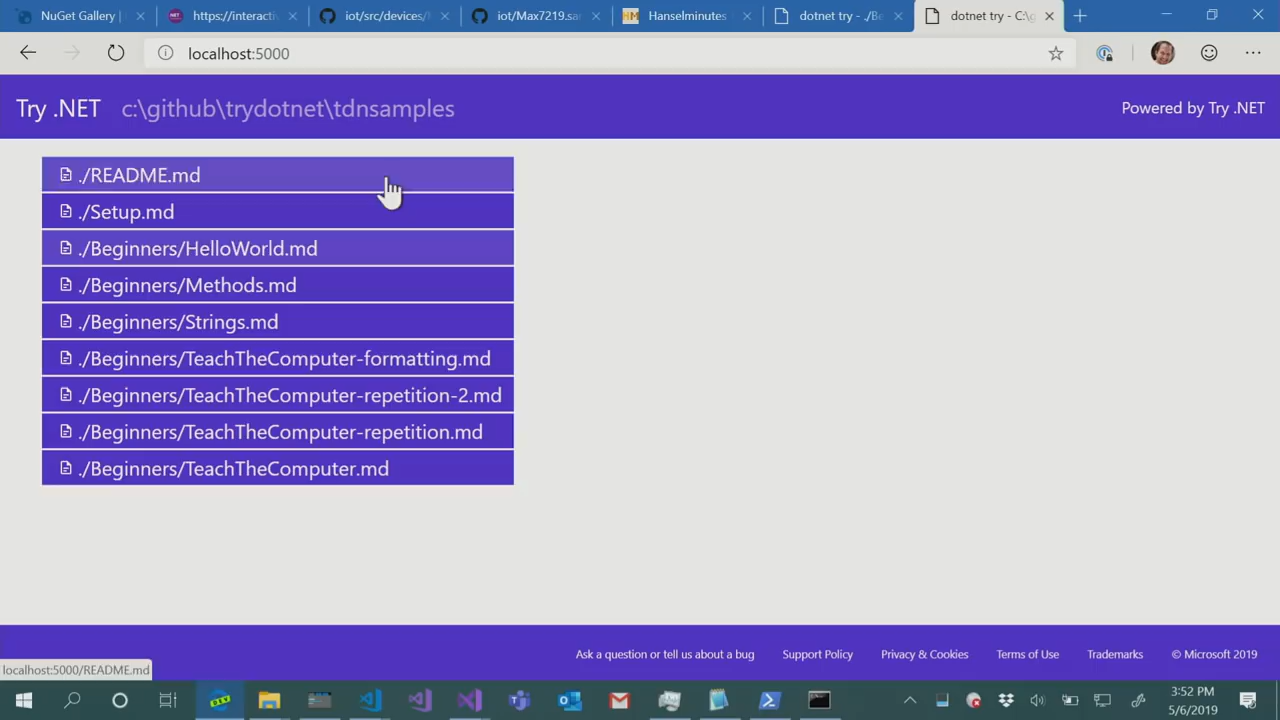 NuGet Gallery |
https://interacti
iot/src/devices/
iot/Max7219.sa
Hanselminutes
dotnet try - ./Be
dotnet try - C:\g
localhost:5000
Try .NET c:\github\trydotnet\tdnsamples
Powered by Try .NET
./README.md
./Setup.md
./Beginners/HelloWorld.md
./Beginners/Methods.md
./Beginners/Strings.md
./Beginners/TeachTheComputer-formatting.md
./Beginners/TeachTheComputer-repetition-2.md
./Beginners/TeachTheComputer-repetition.md
./Beginners/TeachTheComputer.md
Ask a question or tell us about a bug
Support Policy
Privacy & Cookies
Terms of Use
Trademarks
© Microsoft 2019
localhost:5000/README.md
3:52 PM
5/6/2019